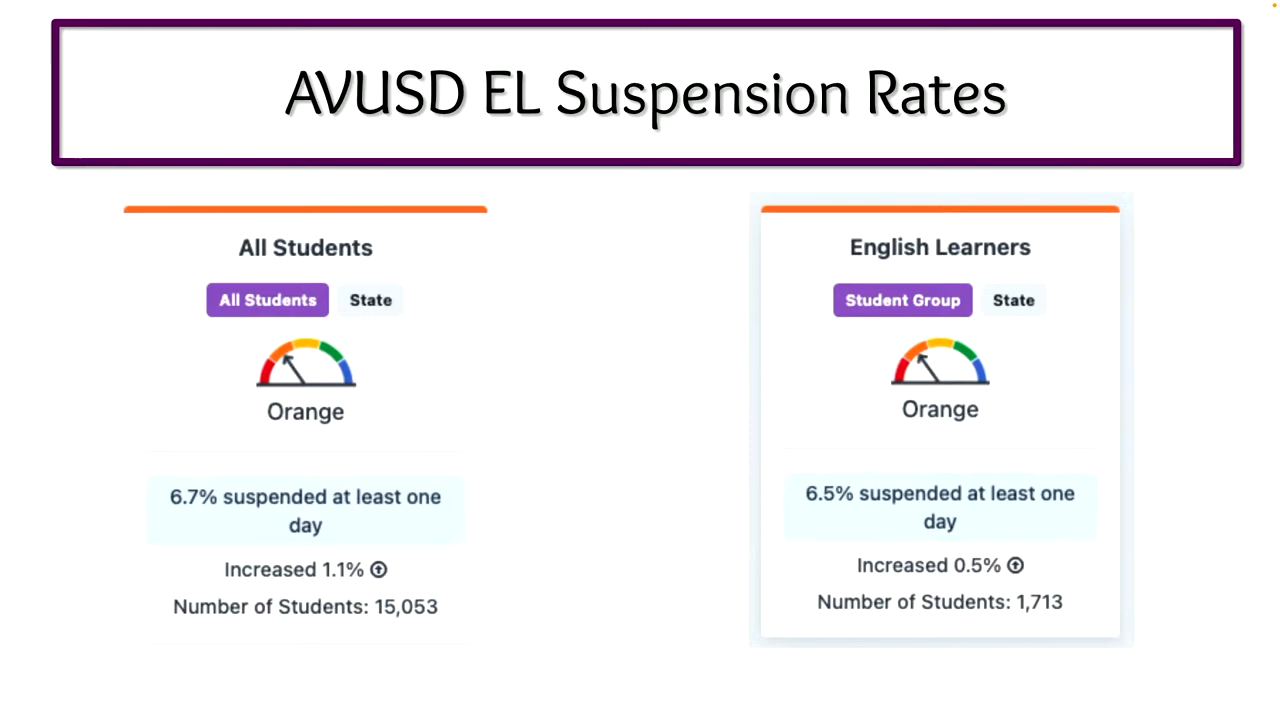 AVUSD EL Suspension Rates
All Students
All Students State
Orange
6.7% suspended at least one
day
Increased 1.1%
Number of Students: 15,053
English Learners
Student Group State
Orange
6.5% suspended at least one
day
Increased 0.5%
Number of Students: 1,713